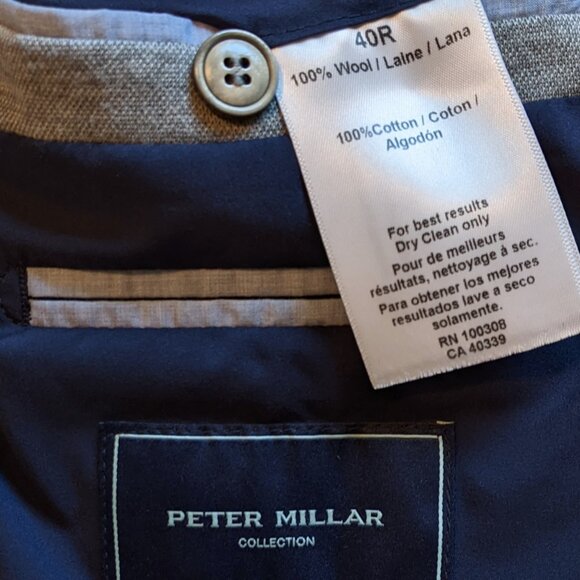 40R
100% Wool / Laine / Lana
100%Cotton / Coton /
Algodón
For best results
Dry Clean only
Pour de meilleurs
résultats, nettoyage à sec.
Para obtener los mejores
resultados lave a seco
solamente.
RN 100308
CA 40339
PETER MILLAR
COLLECTION